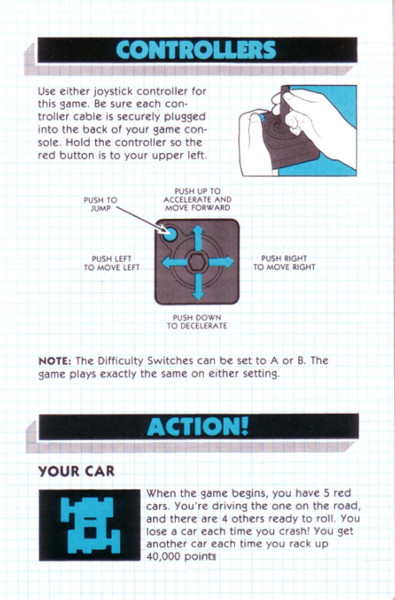 CONTROLLERS
Use either joystick controller for
this game. Be sure each con-
troller cable is securely plugged
into the back of your game con-
sole. Hold the controller so the
red button is to your upper left.
PUSH TO
JUMP
PUSH UP TO
ACCELERATE AND
MOVE FORWARD
PUSH LEFT
TO MOVE LEFT
PUSH RIGHT
TO MOVE RIGHT
PUSH DOWN
TO DECELERATE
NOTE: The Difficulty Switches can be set to A or B. The
game plays exactly the same on either setting.
ACTION!
YOUR CAR
When the game begins, you have 5 red
cars. You're driving the one on the road,
and there are 4 others ready to roll. You
lose a car each time you crash! You get
another car each time you rack up
40,000 points